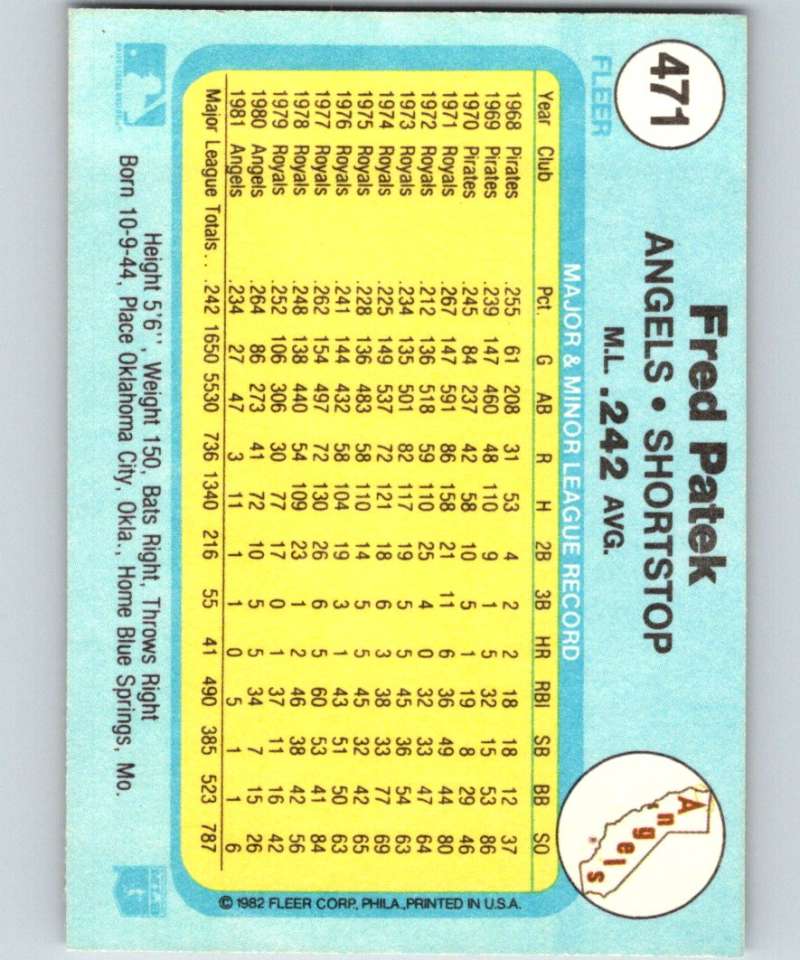 471
FLEER
Fred Patek
ANGELS • SHORTSTOP
M.L. .242 AVG.
Angels
MAJOR & MINOR LEAGUE RECORD
Year Club Pct. G AB R H 2B 3B HR RBI SB BB SO
1968 Pirates .255 61 208 31 53 4 2 2 18 18 12 37
1969 Pirates .239 147 460 48 110 9 1 5 32 15 53 86
1970 Pirates .245 84 237 42 58 10 5 1 19 8 29 46
1971 Royals .267 147 591 86 158 21 11 6 36 49 44 80
1972 Royals .212 136 518 59 110 25 4 0 32 33 47 64
1973 Royals .234 135 501 82 117 19 5 5 45 36 54 63
1974 Royals .225 149 537 72 121 18 6 3 38 33 77 69
1975 Royals .228 136 483 58 110 14 5 5 45 32 42 65
1976 Royals .241 144 432 58 104 19 3 1 43 51 50 63
1977 Royals .262 154 497 72 130 26 6 5 60 53 41 84
1978 Royals .248 138 440 54 109 23 1 2 46 38 42 56
1979 Royals .252 106 306 30 77 17 0 1 37 11 16 42
1980 Angels .264 86 273 41 72 10 5 5 34 7 15 26
1981 Angels .234 27 47 3 11 1 1 0 5 1 1 6
Major League Totals . . .242 1650 5530 736 1340 216 55 41 490 385 523 787
© 1982 FLEER CORP., PHILA., PRINTED IN U.S.A.
Height 5'6'', Weight 150, Bats Right, Throws Right
Born 10-9-44, Place Oklahoma City, Okla., Home Blue Springs, Mo.